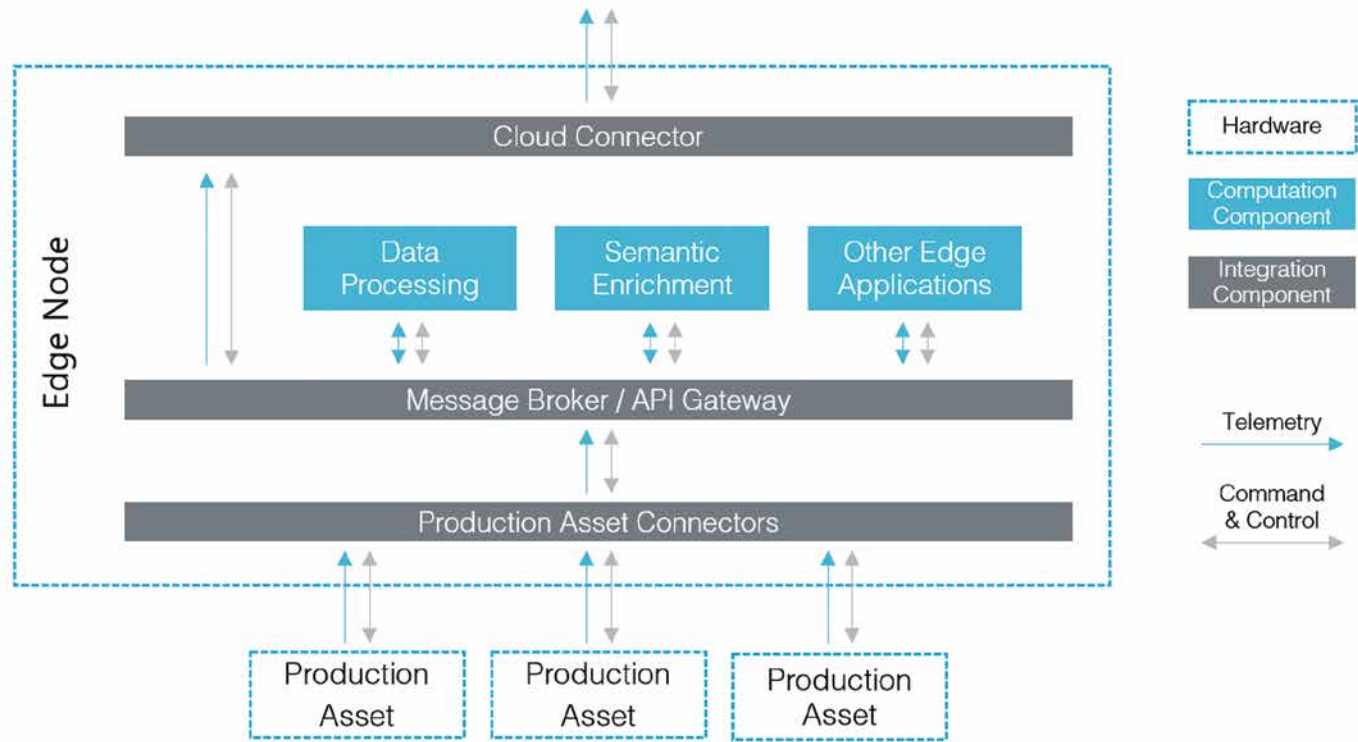 Cloud Connector
Edge Node
Data
Processing
Semantic
Enrichment
Other Edge
Applications
Message Broker / API Gateway
Production Asset Connectors
Production
Asset
Production
Asset
Production
Asset
Hardware
Computation
Component
Integration
Component
Telemetry
Command
& Control